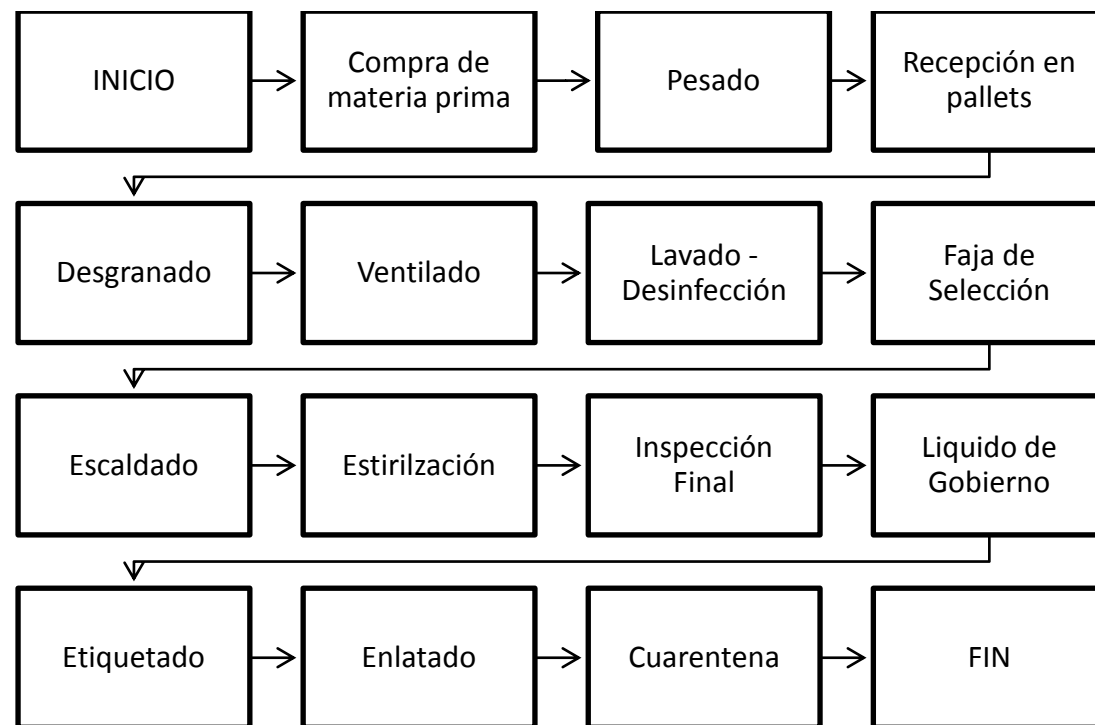 INICIO
Compra de
materia prima
Pesado
Recepción en
pallets
Desgranado
Ventilado
Lavado -
Desinfección
Faja de
Selección
Escaldado
Estirilzación
Inspección
Final
Liquido de
Gobierno
Etiquetado
Enlatado
Cuarentena
FIN